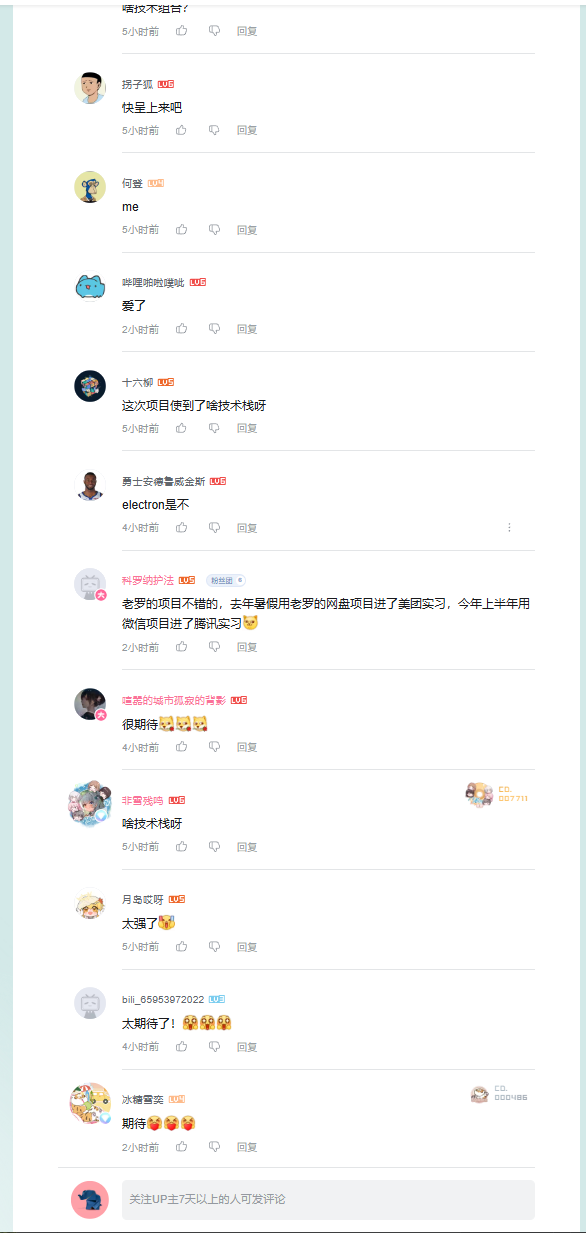 啥技术组合？
5小时前 回复
拐子狐 LV6
快呈上来吧
5小时前 回复
何登 LV4
me
5小时前 回复
哔哩啪啦噗呲 LV6
爱了
2小时前 回复
十六柳 LV5
这次项目使到了啥技术栈呀
5小时前 回复
勇士安德鲁威金斯 LV6
electron是不
4小时前 回复
科罗纳护法 LV5 粉丝团 6
老罗的项目不错的，去年暑假用老罗的网盘项目进了美团实习，今年上半年用
微信项目进了腾讯实习
2小时前 回复
喧嚣的城市孤寂的背影 LV6
很期待
4小时前 回复
非雪残鸣 LV6 CO.
007711
啥技术栈呀
5小时前 回复
月岛哎呀 LV5
太强了
5小时前 回复
bili_65953972022 LV3
太期待了！
4小时前 回复
冰糖雪奕 LV4 CO.
000486
期待
2小时前 回复
关注UP主7天以上的人可发评论